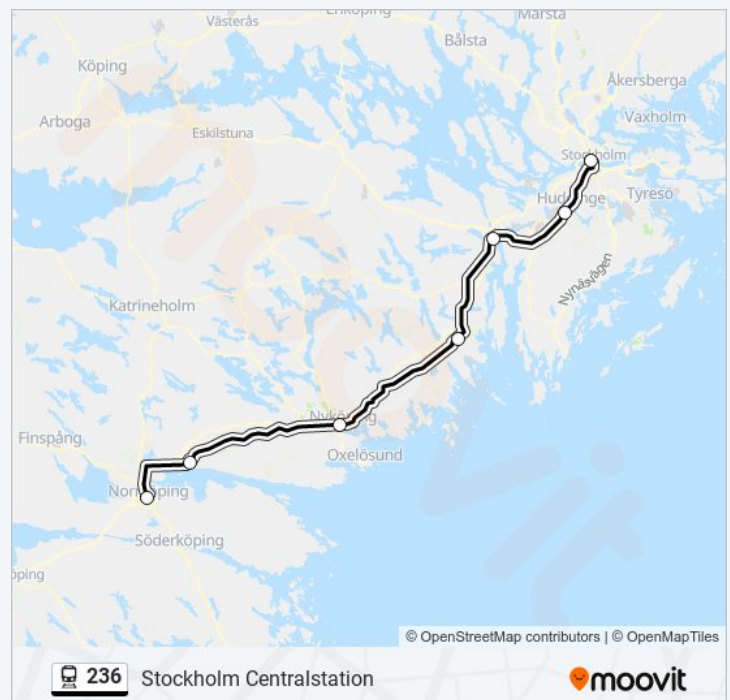 Enköping
Märsta
Västerås
Bålsta
Köping
Åkersberga
Arboga
Vaxholm
Eskilstuna
Stockholm
Huddinge
Tyresö
Nynäsvägen
Katrineholm
Nyköping
Finspång
Oxelösund
Norrköping
Söderköping
öping
© OpenStreetMap contributors | © OpenMapTiles
236 Stockholm Centralstation
moovit